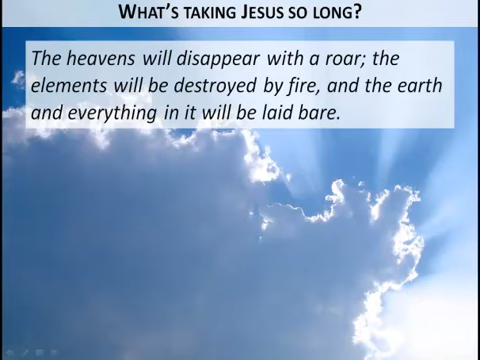 WHAT'S TAKING JESUS SO LONG?
The heavens will disappear with a roar; the
elements will be destroyed by fire, and the earth
and everything in it will be laid bare.